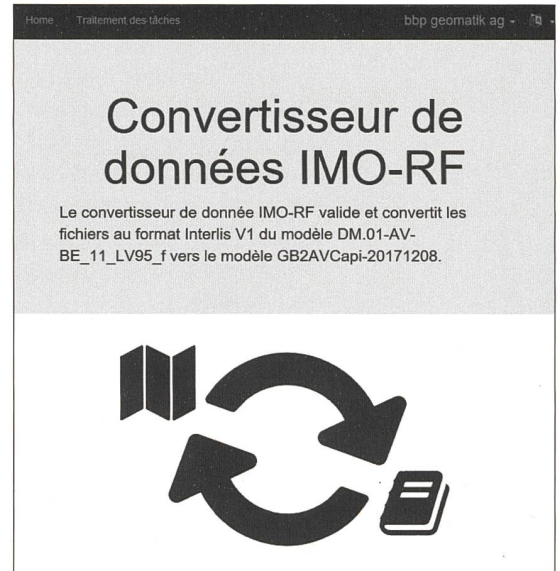 Home Traitement des tâches bbp geomatik ag
Convertisseur de
données IMO-RF
Le convertisseur de donnée IMO-RF valide et convertit les
fichiers au format Interlis V1 du modèle DM.01-AV-
BE_11_LV95_f vers le modèle GB2AVCapi-20171208.